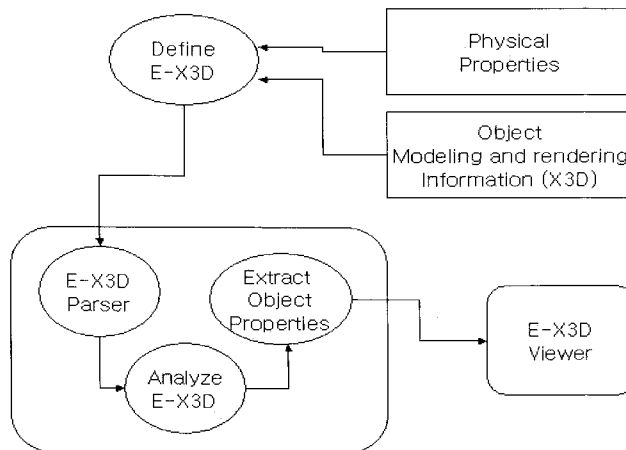 Define
E-X3D
Physical
Properties
Object
Modeling and rendering
Information (X3D)
E-X3D
Parser
Extract
Object
Properties
Analyze
E-X3D
E-X3D
Viewer